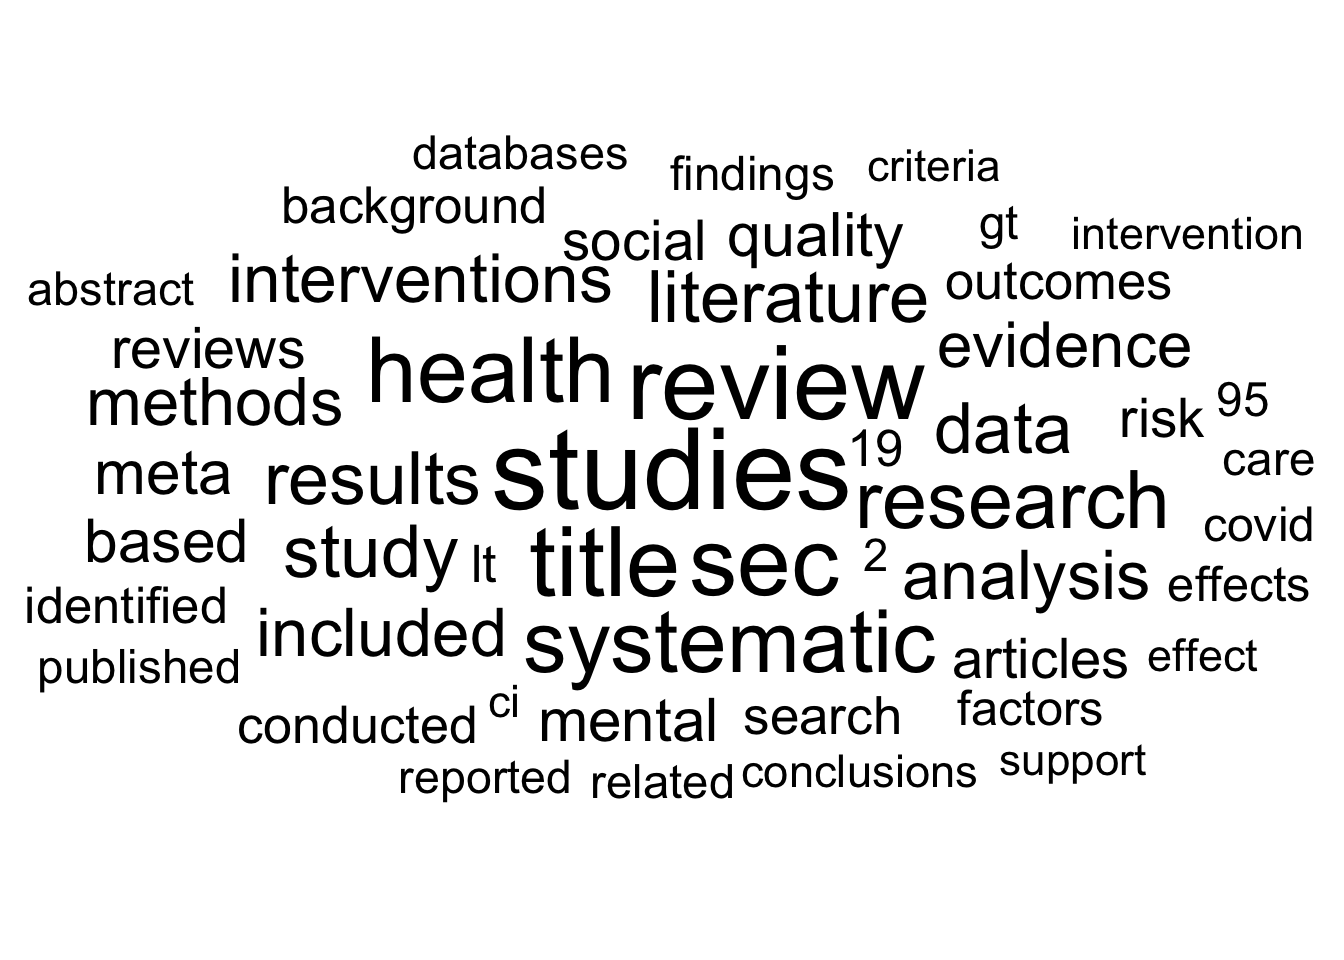 databases
findings
criteria
background
social
quality
gt
intervention
abstract
interventions
literature
outcomes
reviews
health
review
evidence
methods
data
risk
95
meta
results
studies
19
research
care
based
study
lt
title
sec
2
analysis
covid
effects
identified
included
systematic
articles
effect
published
conducted
ci
mental
search
factors
reported
related
conclusions
support